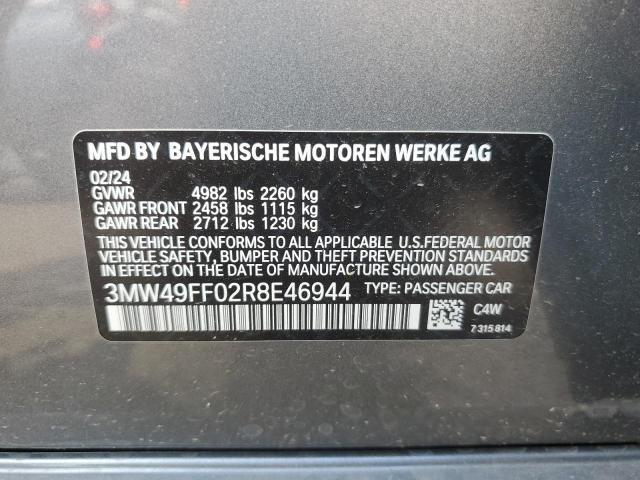 MFD BY BAYERISCHE MOTOREN WERKE AG
02/24
GVWR 4982 lbs 2260 kg
GAWR FRONT 2458 lbs 1115 kg
GAWR REAR 2712 lbs 1230 kg
THIS VEHICLE CONFORMS TO ALL APPLICABLE U.S.FEDERAL MOTOR
VEHICLE SAFETY, BUMPER AND THEFT PREVENTION STANDARDS
IN EFFECT ON THE DATE OF MANUFACTURE SHOWN ABOVE.
3MW49FF02R8E46944 TYPE: PASSENGER CAR
C4W
7 315 814